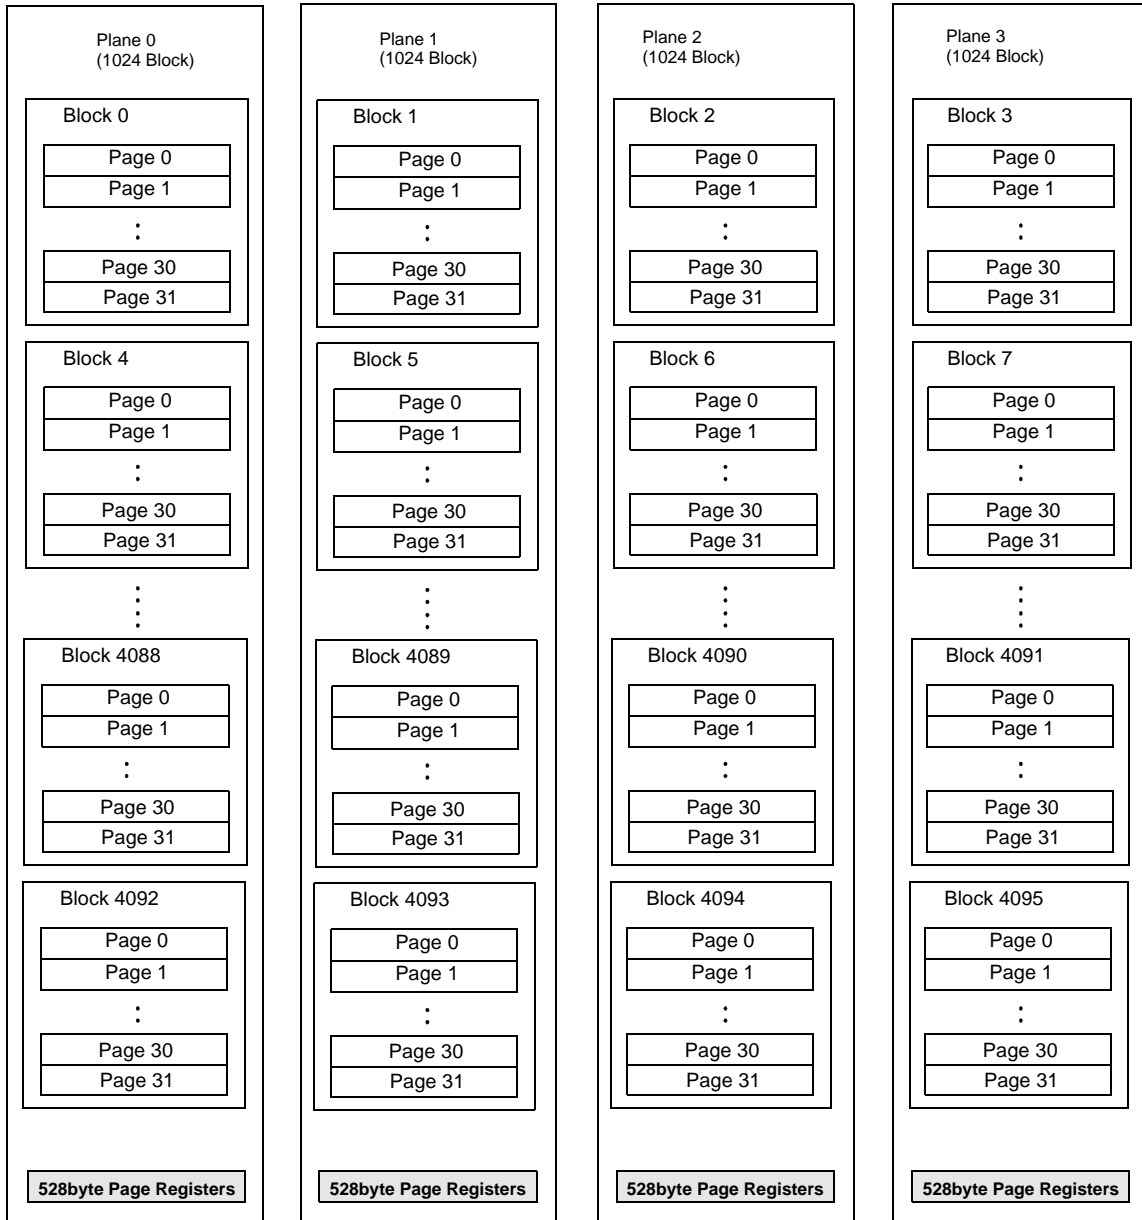 Plane 0
(1024 Block)
Block 0
Page 0
Page 1
Page 30
Page 31
Block 4
Page 0
Page 1
Page 30
Page 31
Block 4088
Page 0
Page 1
Page 30
Page 31
Block 4092
Page 0
Page 1
Page 30
Page 31
528byte Page Registers
Plane 1
(1024 Block)
Block 1
Page 0
Page 1
Page 30
Page 31
Block 5
Page 0
Page 1
Page 30
Page 31
Block 4089
Page 0
Page 1
Page 30
Page 31
Block 4093
Page 0
Page 1
Page 30
Page 31
528byte Page Registers
Plane 2
(1024 Block)
Block 2
Page 0
Page 1
Page 30
Page 31
Block 6
Page 0
Page 1
Page 30
Page 31
Block 4090
Page 0
Page 1
Page 30
Page 31
Block 4094
Page 0
Page 1
Page 30
Page 31
528byte Page Registers
Plane 3
(1024 Block)
Block 3
Page 0
Page 1
Page 30
Page 31
Block 7
Page 0
Page 1
Page 30
Page 31
Block 4091
Page 0
Page 1
Page 30
Page 31
Block 4095
Page 0
Page 1
Page 30
Page 31
528byte Page Registers